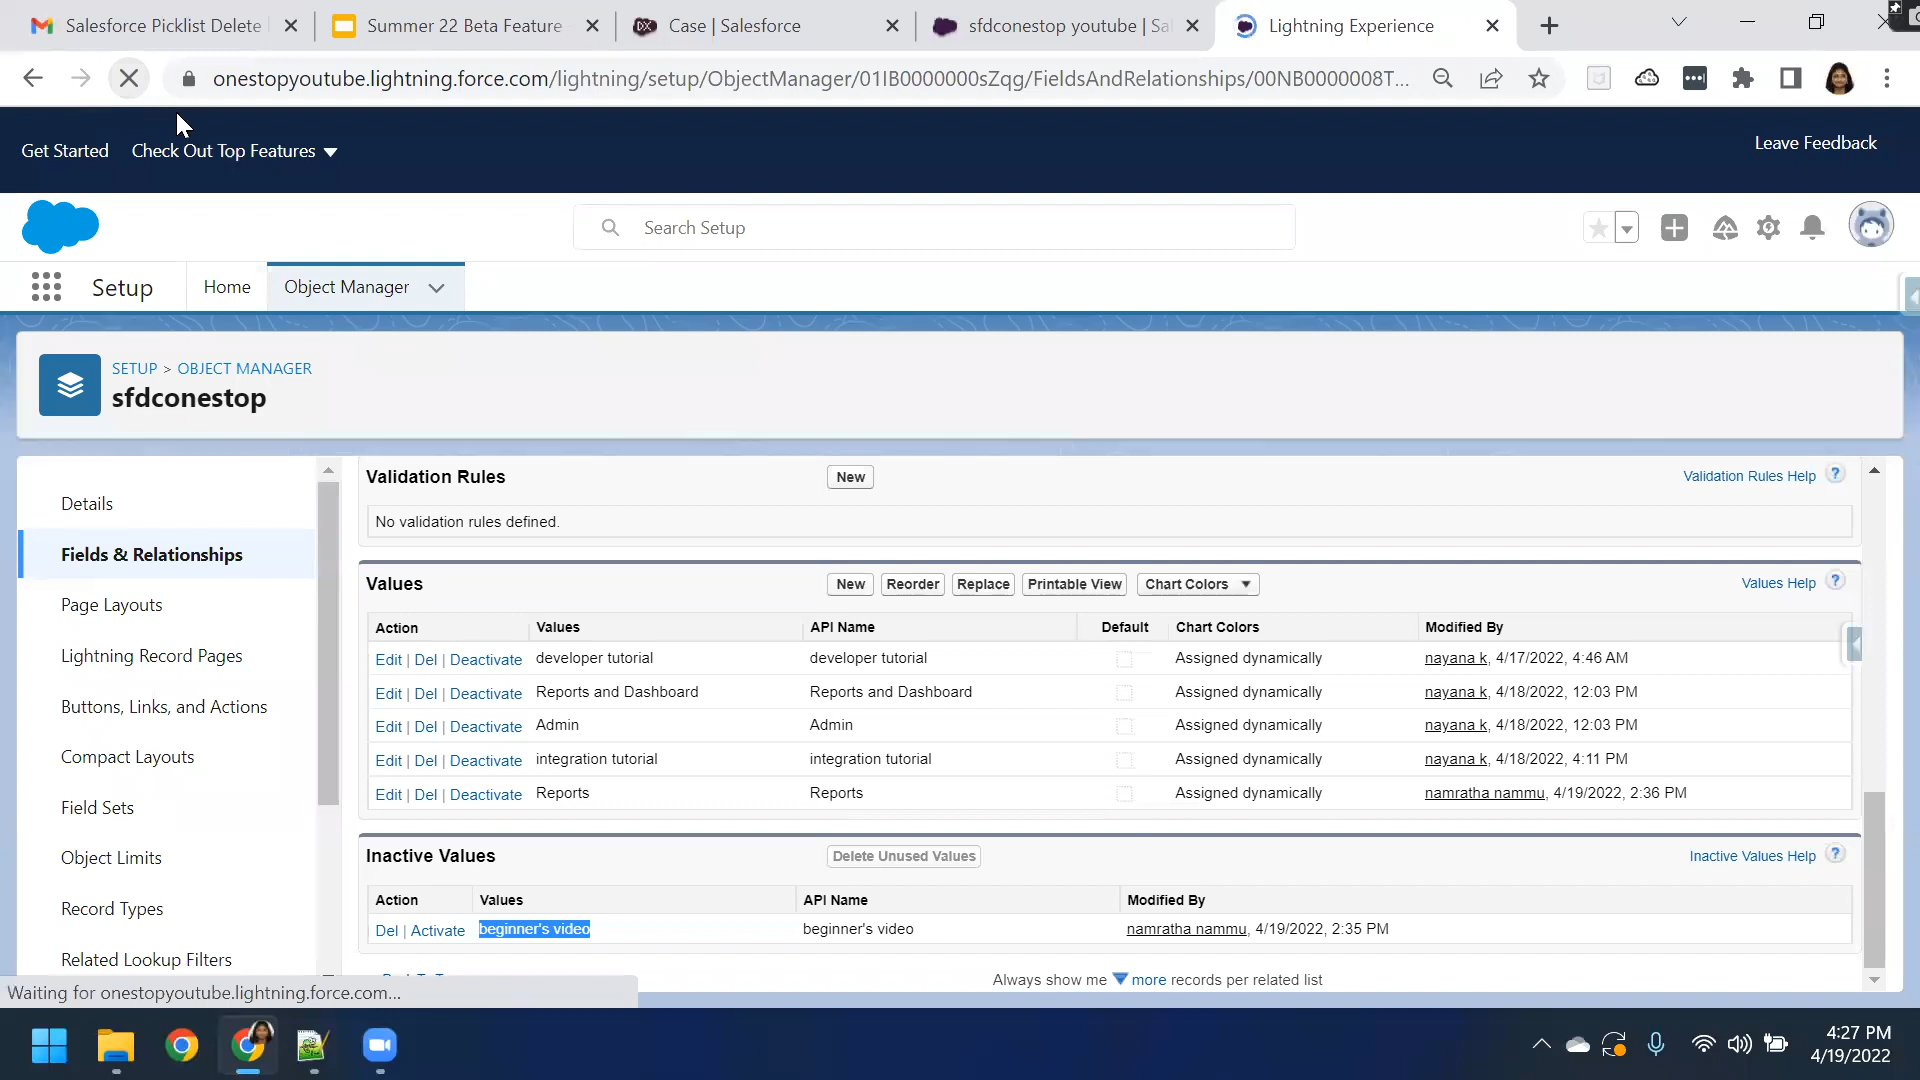 Salesforce Picklist Delete
Summer 22 Beta Feature
Case | Salesforce
sfdconestop youtube | Sa
Lightning Experience
onestopyoutube.lightning.force.com/lightning/setup/ObjectManager/01IB0000000sZqg/FieldsAndRelationships/00NB0000008T...
Get Started
Check Out Top Features
Leave Feedback
Search Setup
Setup
Home
Object Manager
SETUP > OBJECT MANAGER
sfdconestop
Details
Fields & Relationships
Page Layouts
Lightning Record Pages
Buttons, Links, and Actions
Compact Layouts
Field Sets
Object Limits
Record Types
Related Lookup Filters
Validation Rules New Validation Rules Help ?
No validation rules defined.
Values New Reorder Replace Printable View Chart Colors Values Help ?
Action Values API Name Default Chart Colors Modified By
Edit | Del | Deactivate developer tutorial developer tutorial Assigned dynamically nayana k, 4/17/2022, 4:46 AM
Edit | Del | Deactivate Reports and Dashboard Reports and Dashboard Assigned dynamically nayana k, 4/18/2022, 12:03 PM
Edit | Del | Deactivate Admin Admin Assigned dynamically nayana k, 4/18/2022, 12:03 PM
Edit | Del | Deactivate integration tutorial integration tutorial Assigned dynamically nayana k, 4/18/2022, 4:11 PM
Edit | Del | Deactivate Reports Reports Assigned dynamically namratha nammu, 4/19/2022, 2:36 PM
Inactive Values Delete Unused Values Inactive Values Help ?
Action Values API Name Modified By
Del | Activate beginner's video beginner's video namratha nammu, 4/19/2022, 2:35 PM
Always show me more records per related list
Waiting for onestopyoutube.lightning.force.com...
4:27 PM
4/19/2022